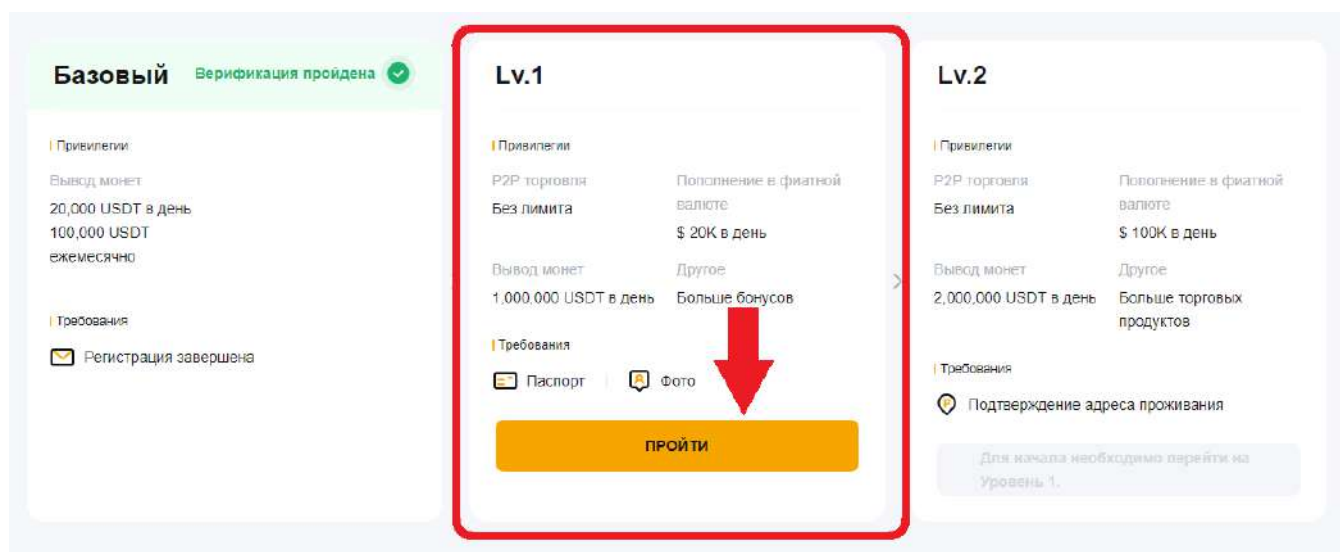 Базовый Верификация пройдена
Привилегии
Вывод монет
20,000 USDT в день
100,000 USDT
ежемесячно
Требования
Регистрация завершена
Lv.1
Привилегии
P2P торговля
Без лимита
Пополнение в фиатной
валюте
$ 20K в день
Вывод монет
1,000,000 USDT в день
Другое
Больше бонусов
Требования
Паспорт
Фото
ПРОЙТИ
Lv.2
Привилегии
P2P торговля
Без лимита
Пополнение в фиатной
валюте
$ 100K в день
Вывод монет
2,000,000 USDT в день
Другое
Больше торговых
продуктов
Требования
Подтверждение адреса проживания
Для начала необходимо перейти на
Уровень 1.